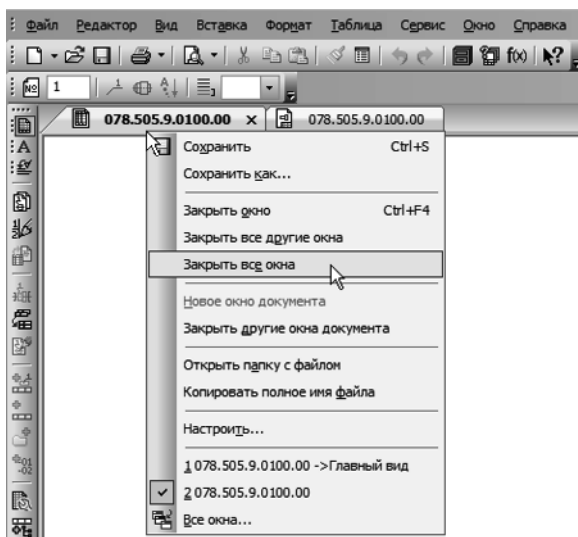 Файл Редактор Вид Вставка Формат Таблица Сервис Окно Справка
f(x)
1
078.505.9.0100.00 × 078.505.9.0100.00
Сохранить Ctrl+S
Сохранить как...
Закрыть окно Ctrl+F4
Закрыть все другие окна
Закрыть все окна
Новое окно документа
Закрыть другие окна документа
Открыть папку с файлом
Копировать полное имя файла
Настроить...
1 078.505.9.0100.00 ->Главный вид
2 078.505.9.0100.00
Все окна...